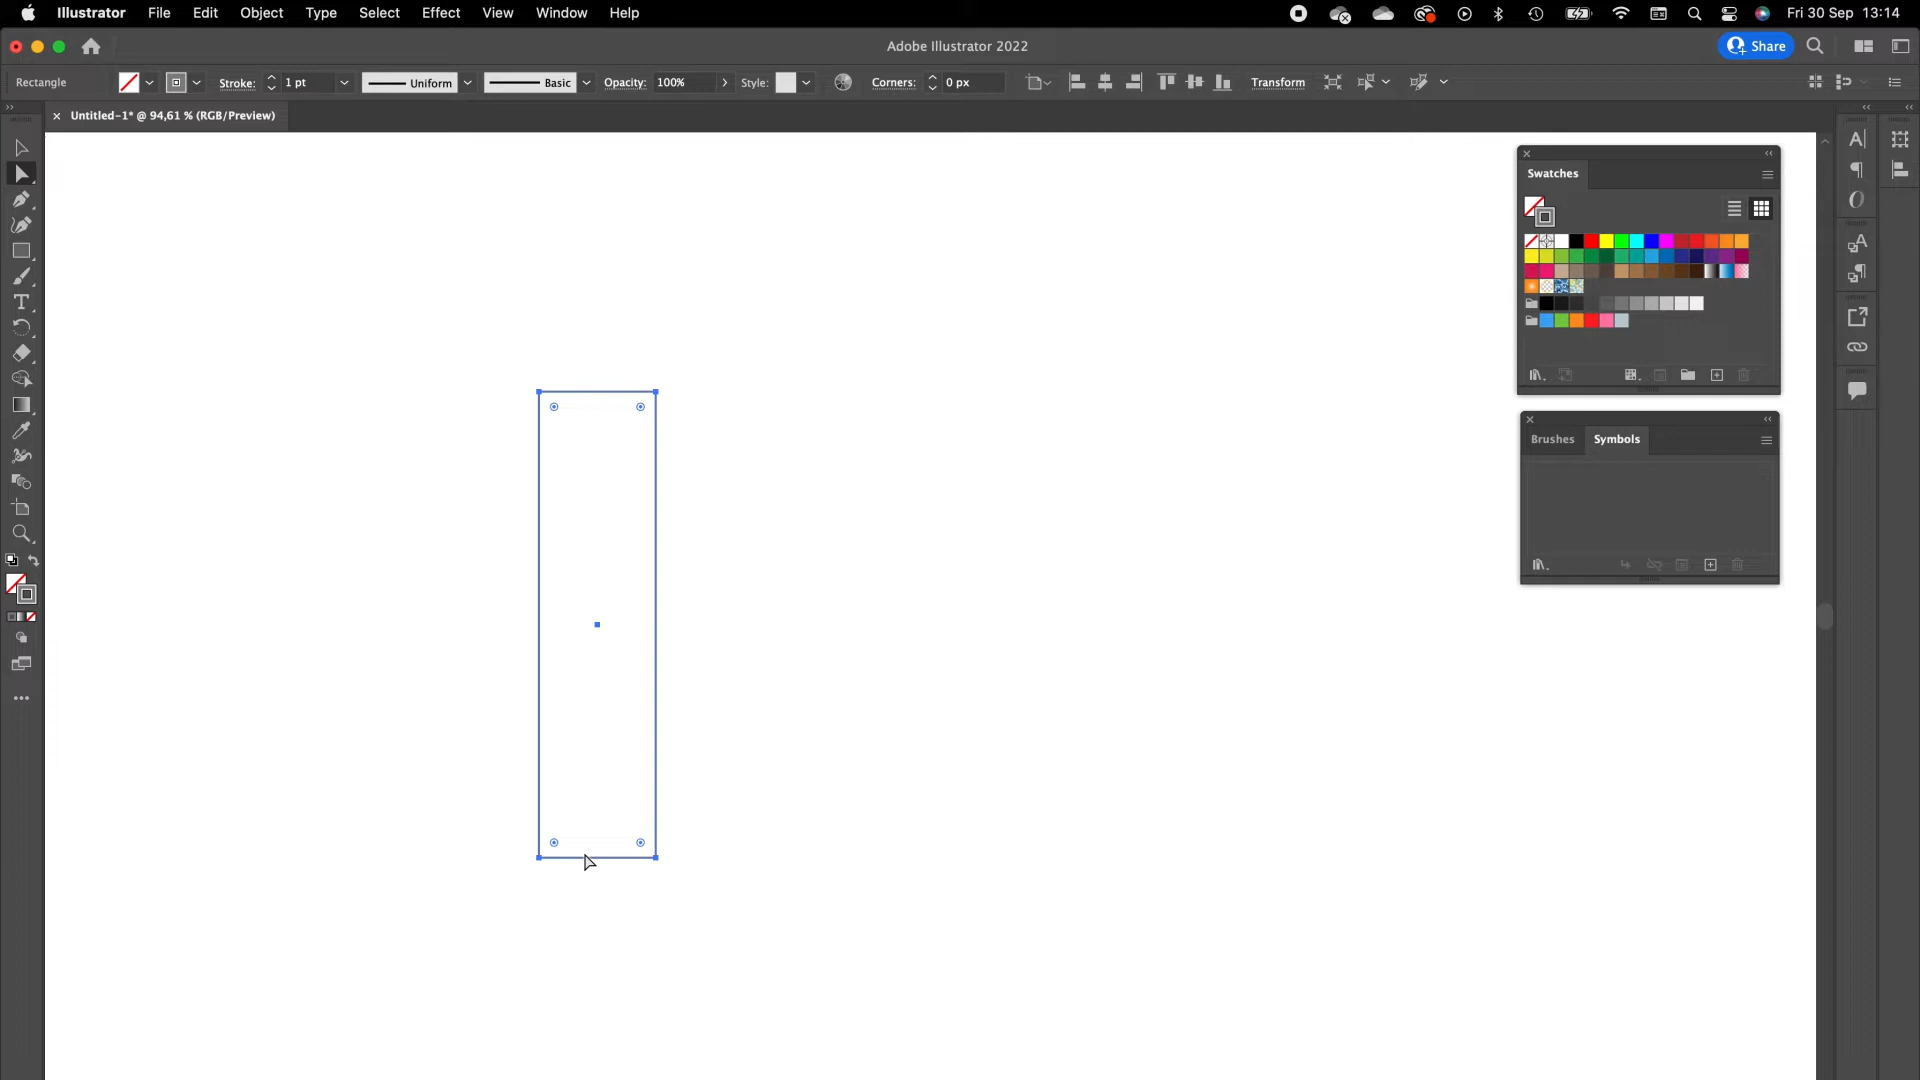 Illustrator File Edit Object Type Select Effect View Window Help Fri 30 Sep 13:14
Adobe Illustrator 2022 Share
Rectangle Stroke: 1 pt Uniform Basic Opacity: 100% Style: Corners: 0 px Transform
× Untitled-1* @ 94,61 % (RGB/Preview)
Swatches
Brushes Symbols